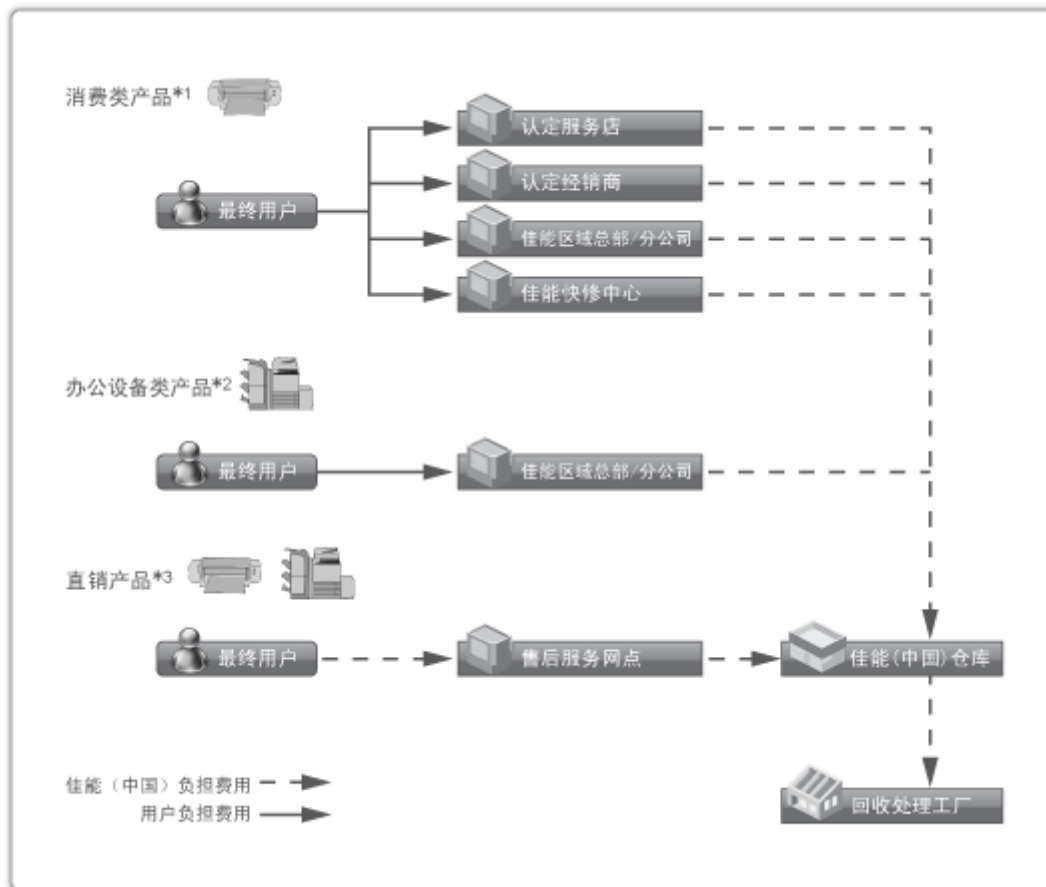 消费类产品*1
认定服务店
认定经销商
最终用户
佳能区域总部/分公司
佳能快修中心
办公设备类产品*2
最终用户
佳能区域总部/分公司
直销产品*3
最终用户
售后服务网点
佳能(中国)仓库
佳能（中国）负担费用
用户负担费用
回收处理工厂